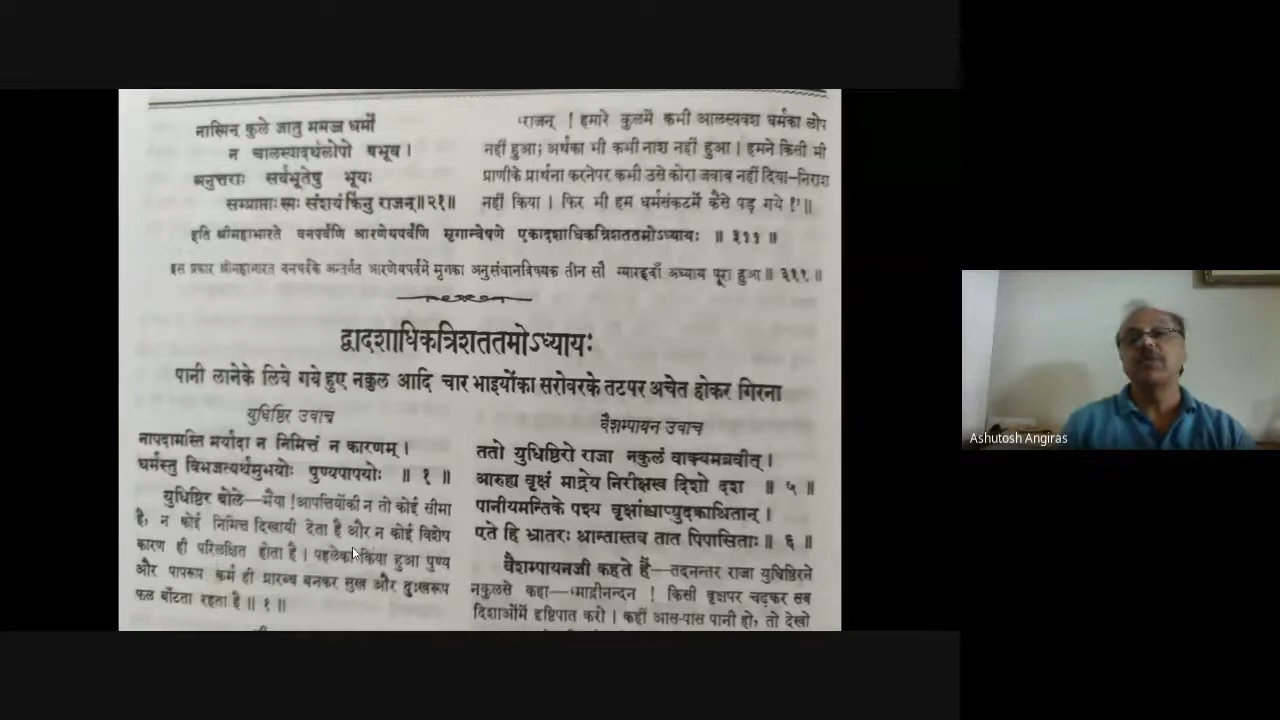 नास्मिन् कुले जातु ममज्ज धर्मो
न चालस्यादर्थलोपो बभूव ।
अनुत्तराः सर्वभूतेषु भूयः
सम्प्राप्ताः स्मः संशयं किंनु राजन् ॥ २१ ॥
'राजन् ! हमारे कुलमें कभी आलस्यवश धर्मका लोप
नहीं हुआ; अर्थका भी कभी नाश नहीं हुआ । हमने किसी भी
प्राणीके प्रार्थना करनेपर कभी उसे कोरा जवाब नहीं दिया—निराश
नहीं किया । फिर भी हम धर्मसंकटमें कैसे पड़ गये ?' ॥
इति श्रीमहाभारते वनपर्वणि आरणेयपर्वणि मृगान्वेषणे एकादशाधिकत्रिशततमोऽध्यायः ॥ ३११ ॥
इस प्रकार श्रीमहाभारत वनपर्वके अन्तर्गत आरणेयपर्वमें मृगका अनुसंधानविषयक तीन सौ ग्यारहवाँ अध्याय पूरा हुआ ॥ ३११ ॥
द्वादशाधिकत्रिशततमोऽध्यायः
पानी लानेके लिये गये हुए नकुल आदि चार भाइयोंका सरोवरके तटपर अचेत होकर गिरना
युधिष्ठिर उवाच
नापदामस्ति मर्यादा न निमित्तं न कारणम् ।
धर्मस्तु विभजत्यर्थमुभयोः पुण्यपापयोः ॥ १ ॥
युधिष्ठिर बोले—भैया ! आपत्तियोंकी न तो कोई सीमा
है, न कोई निमित्त दिखायी देता है और न कोई विशेष
कारण ही परिलक्षित होता है । पहलेका किया हुआ पुण्य
और पापरूप कर्म ही प्रारब्ध बनकर सुख और दुःखरूप
फल बाँटता रहता है ॥ १ ॥
वैशम्पायन उवाच
ततो युधिष्ठिरो राजा नकुलं वाक्यमब्रवीत् ।
आरुह्य वृक्षं माद्रेय निरीक्षस्व दिशो दश ॥ ५ ॥
पानीयमन्तिके पश्य वृक्षांश्चाप्युदकाश्रितान् ।
एते हि भ्रातरः श्रान्तास्तव तात पिपासिताः ॥ ६ ॥
वैशम्पायनजी कहते हैं—तदनन्तर राजा युधिष्ठिरने
नकुलसे कहा—'माद्रीनन्दन ! किसी वृक्षपर चढ़कर सब
दिशाओंमें दृष्टिपात करो । कहीं आस-पास पानी हो, तो देखो
Ashutosh Angiras